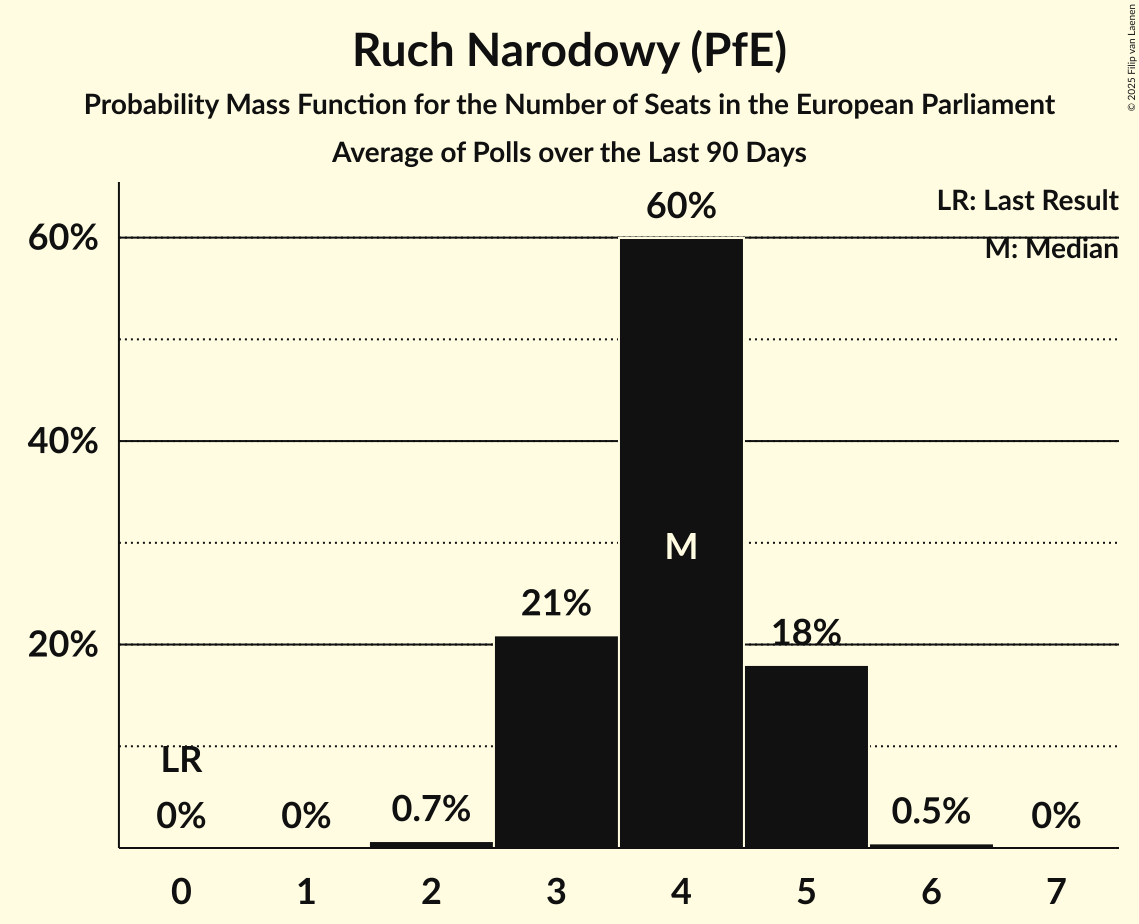 Ruch Narodowy (PfE)
Probability Mass Function for the Number of Seats in the European Parliament
Average of Polls over the Last 90 Days
© 2025 Filip van Laenen
LR: Last Result
M: Median
60%
40%
20%
60%
M
21%
18%
LR
0%
0%
0.7%
0.5%
0%
0
1
2
3
4
5
6
7